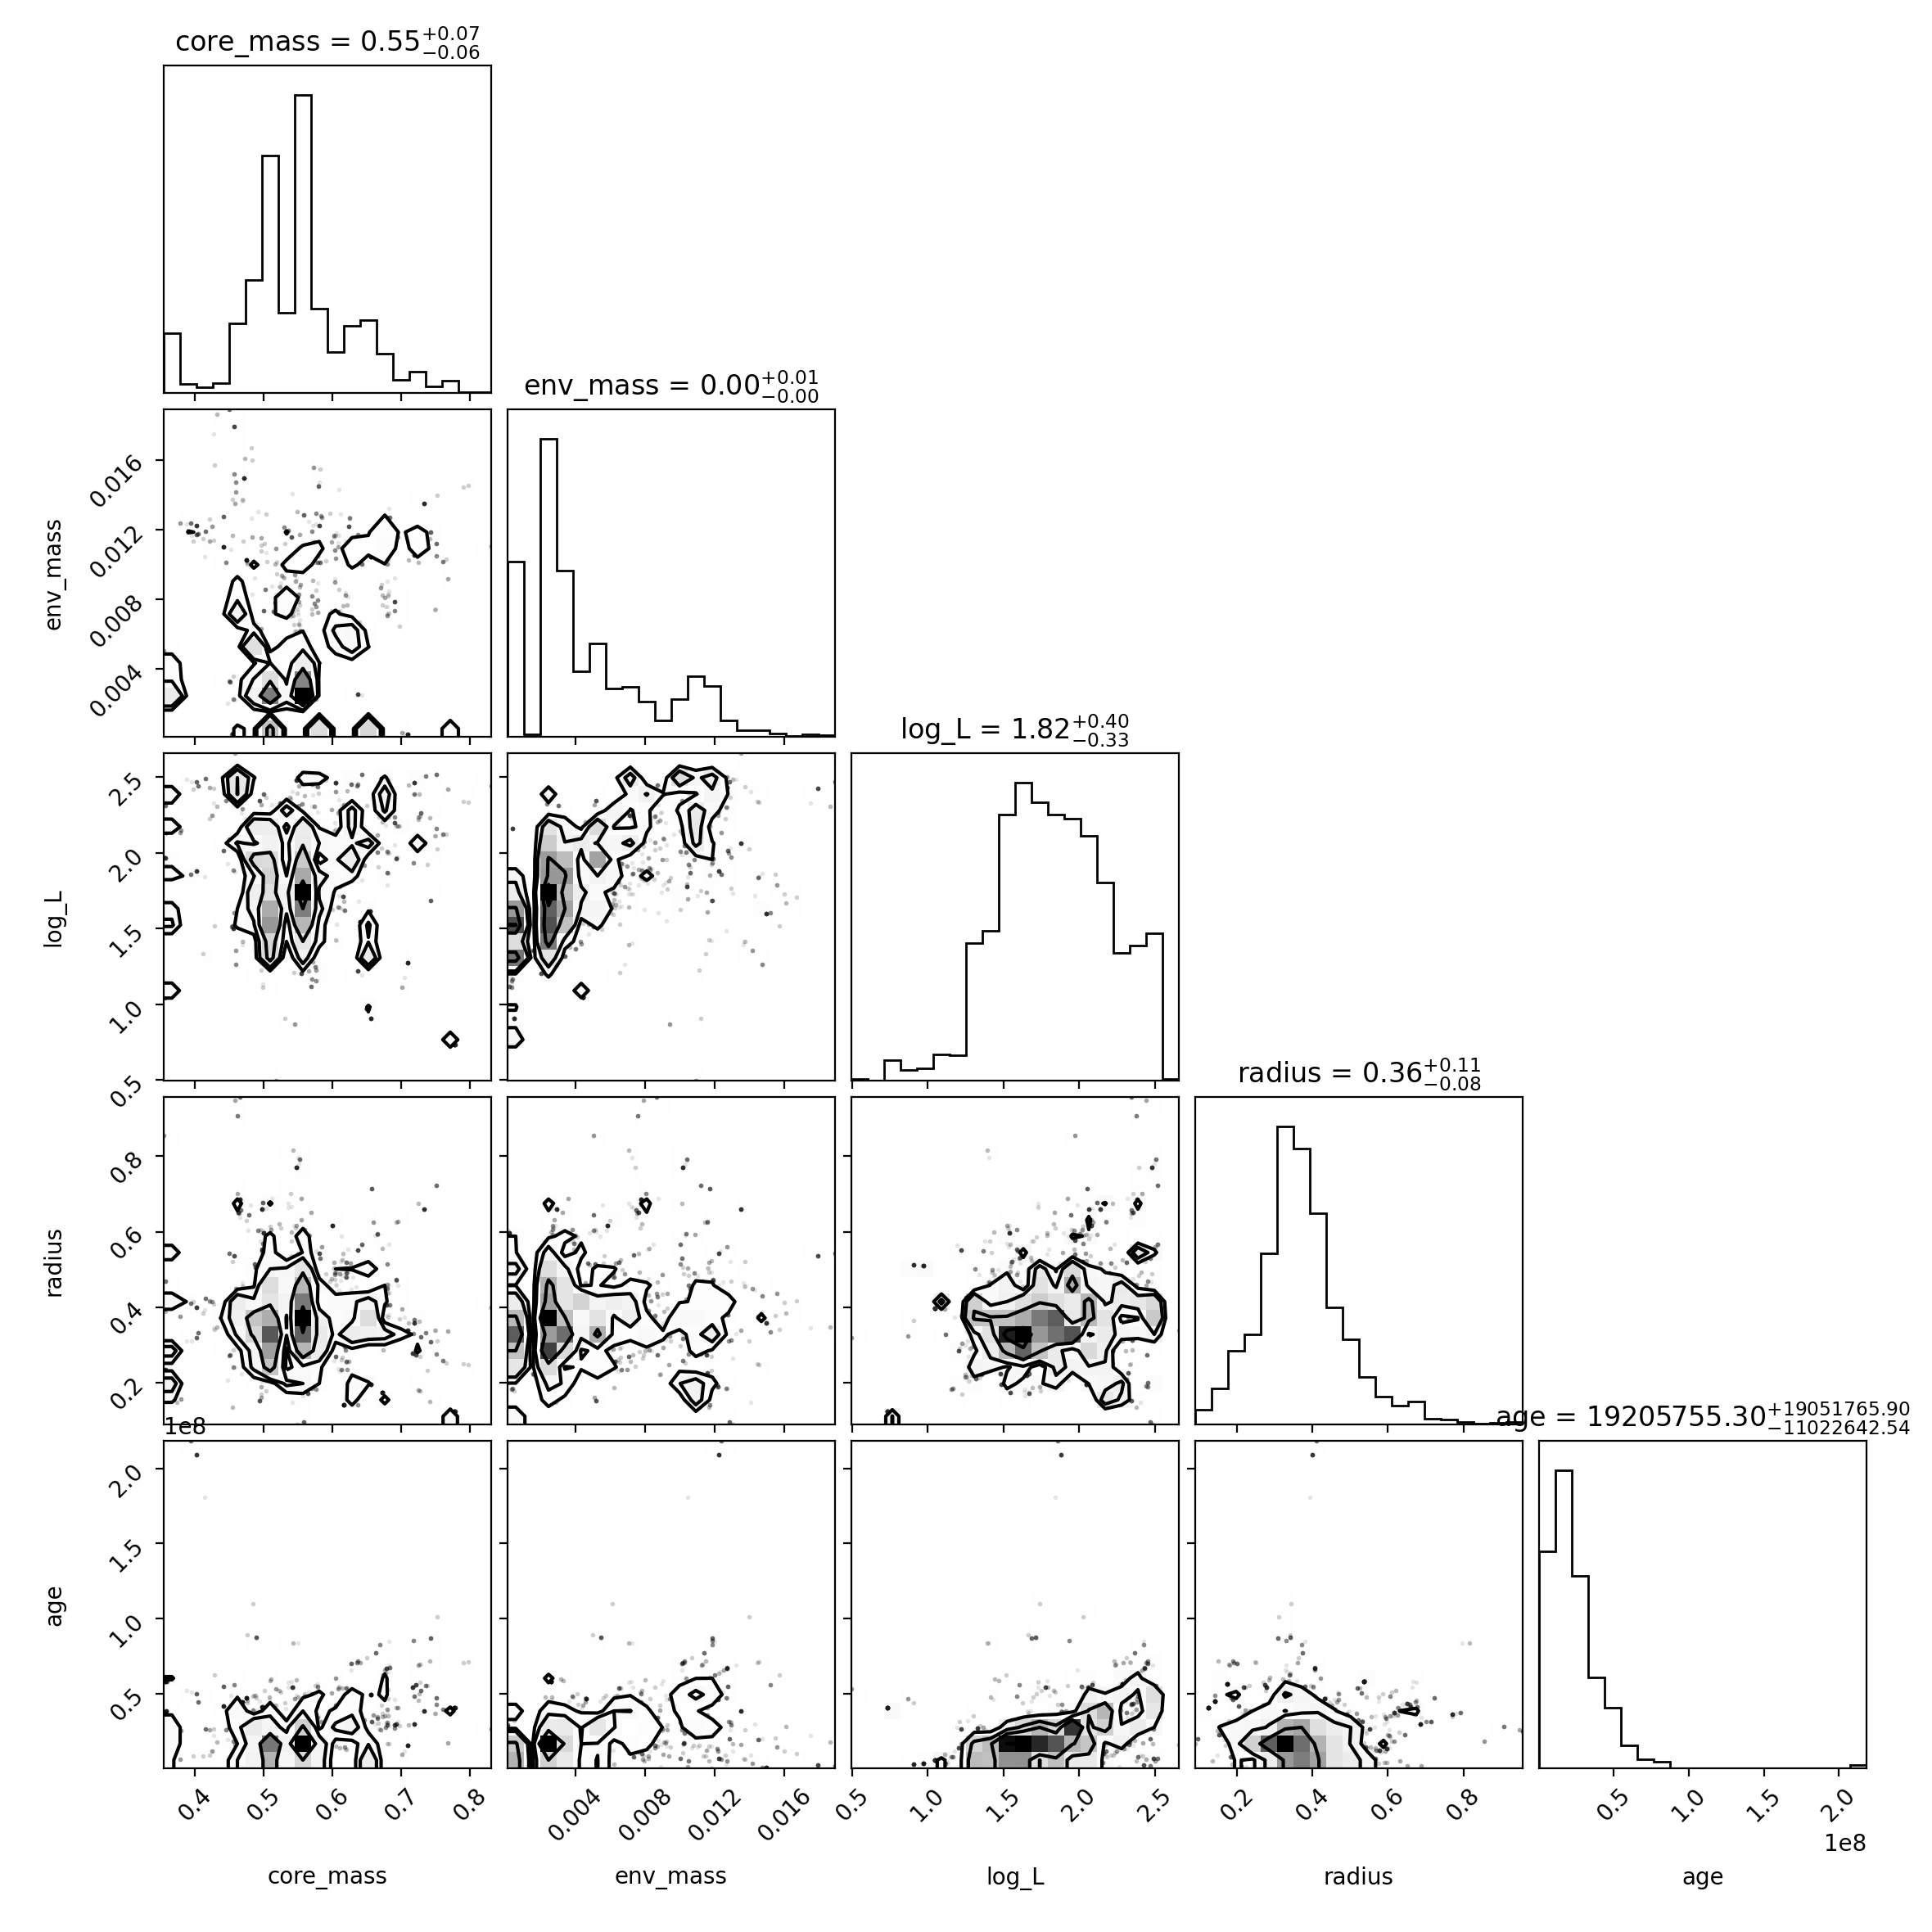 core_mass = 0.55+0.07−0.06
env_mass = 0.00+0.01−0.00
0.016
0.012
0.008
0.004
env_mass
log_L = 1.82+0.40−0.33
2.5
2.0
1.5
1.0
0.5
log_L
radius = 0.36+0.11−0.08
0.8
0.6
0.4
0.2
radius
1e8
age = 19205755.30+19051765.90−11022642.54
2.0
1.5
1.0
0.5
age
0.4 0.5 0.6 0.7 0.8
0.004 0.008 0.012 0.016
0.5 1.0 1.5 2.0 2.5
0.2 0.4 0.6 0.8
0.5 1.0 1.5 2.0
1e8
core_mass env_mass log_L radius age